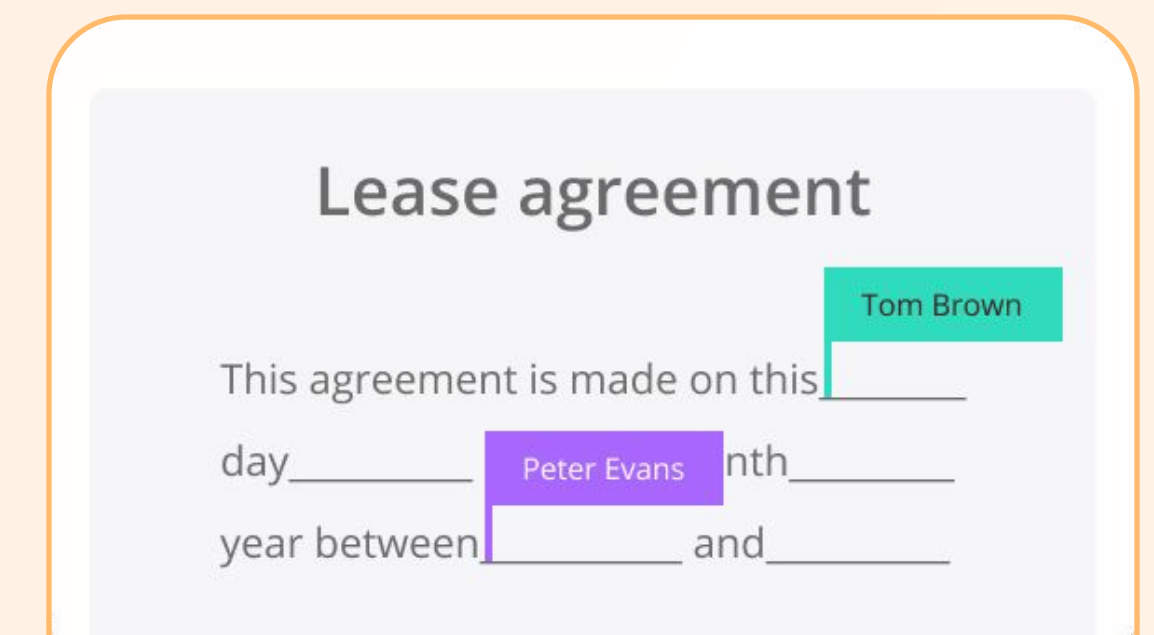 Lease agreement
Tom Brown
This agreement is made on this_______
day_________ Peter Evans nth________
year between_________ and_________